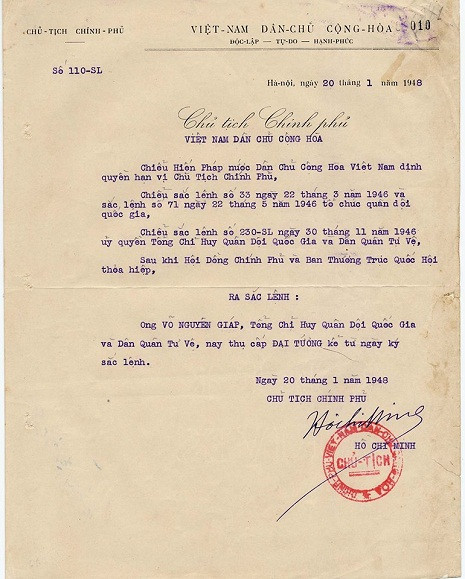 CHỦ-TỊCH CHÍNH-PHỦ
VIỆT-NAM DÂN-CHỦ CỘNG-HÒA
ĐỘC-LẬP — TỰ-DO — HẠNH-PHÚC
010
Số 110-SL
Hà-nội, ngày 20 tháng 1 năm 1948
Chủ tịch Chính phủ
VIỆT NAM DÂN CHỦ CỘNG HÒA
Chiếu Hiến Pháp nước Dân Chủ Cộng Hòa Việt Nam định
quyền hạn vị Chủ Tịch Chính Phủ,
Chiếu sắc lệnh số 33 ngày 22 tháng 3 năm 1946 và
sắc lệnh số 71 ngày 22 tháng 5 năm 1946 tổ chức quân đội
quốc gia,
Chiếu sắc lệnh số 230-SL ngày 30 tháng 11 năm 1946
uỷ quyền Tổng Chỉ Huy Quân Đội Quốc Gia và Dân Quân Tự Vệ,
Sau khi Hội Đồng Chính Phủ và Ban Thường Trực Quốc Hội
thỏa hiệp,
RA SẮC LỆNH :
Ông VÕ NGUYÊN GIÁP, Tổng Chỉ Huy Quân Đội Quốc Gia
và Dân Quân Tự Vệ, nay thụ cấp ĐẠI TƯỚNG kể từ ngày ký
sắc lệnh.
Ngày 20 tháng 1 năm 1948
CHỦ TỊCH CHÍNH PHỦ
HỒ CHÍ MINH
CHỦ-TỊCH